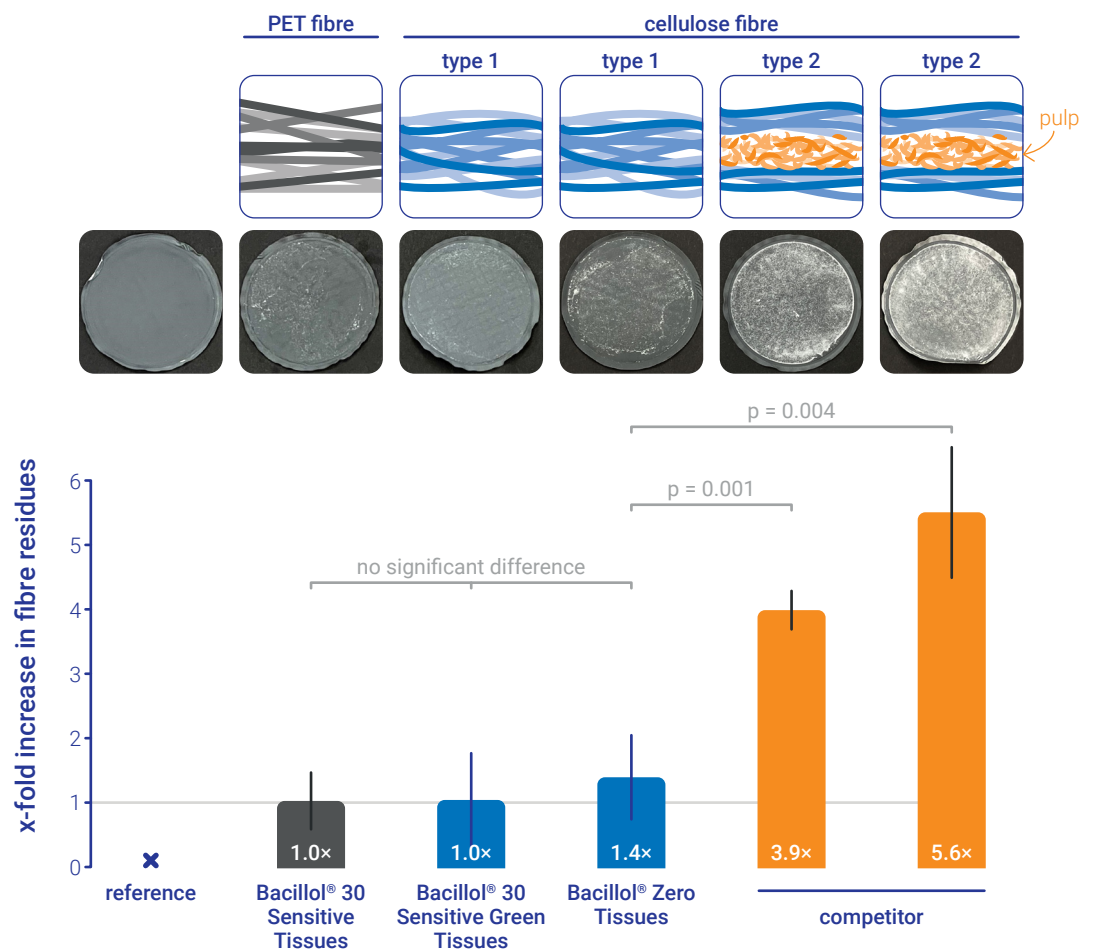 PET fibre
cellulose fibre
type 1
type 1
type 2
type 2
pulp
p = 0.004
p = 0.001
no significant difference
x-fold increase in fibre residues
6
5
4
3
2
1
0
1.0×
1.0×
1.4×
3.9×
5.6×
reference
Bacillol® 30
Sensitive
Tissues
Bacillol® 30
Sensitive Green
Tissues
Bacillol® Zero
Tissues
competitor